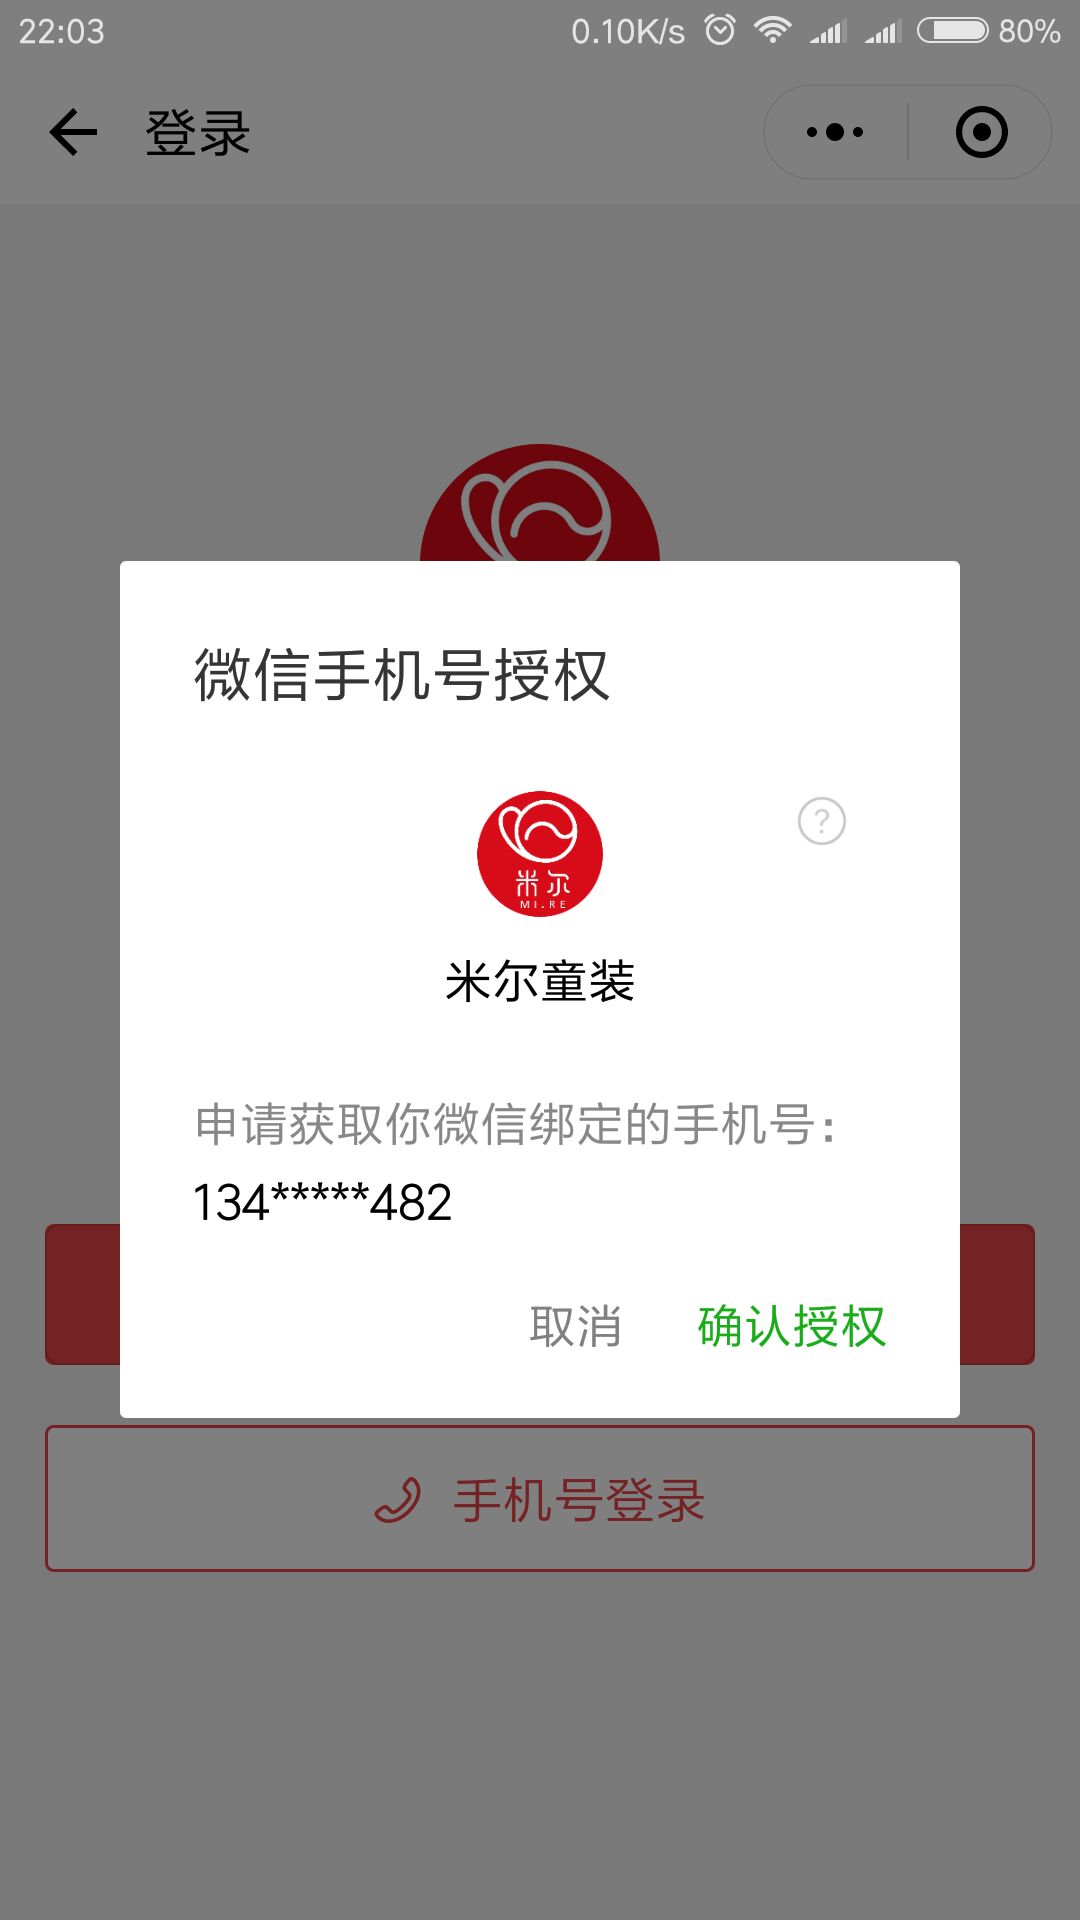 22:03 0.10K/s 80%
登录
微信手机号授权
?
米尔
MI.RE
米尔童装
申请获取你微信绑定的手机号：
134*****482
取消 确认授权
手机号登录